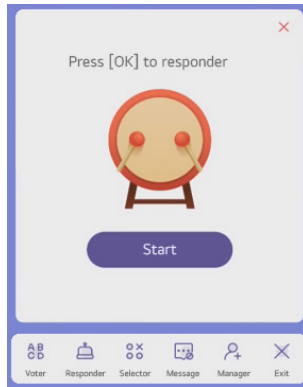 Press [OK] to responder
Start
A B
C D
Voter Responder Selector Message Manager Exit